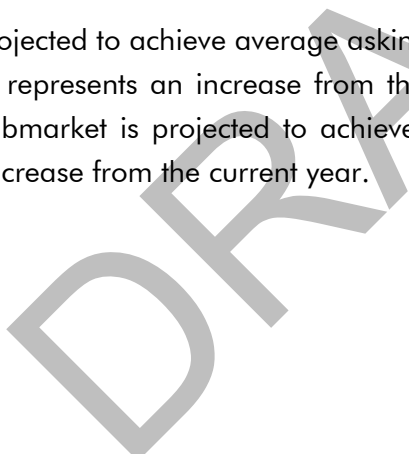 ojected to achieve average askin
represents an increase from th
bmarket is projected to achieve
crease from the current year.
DRA